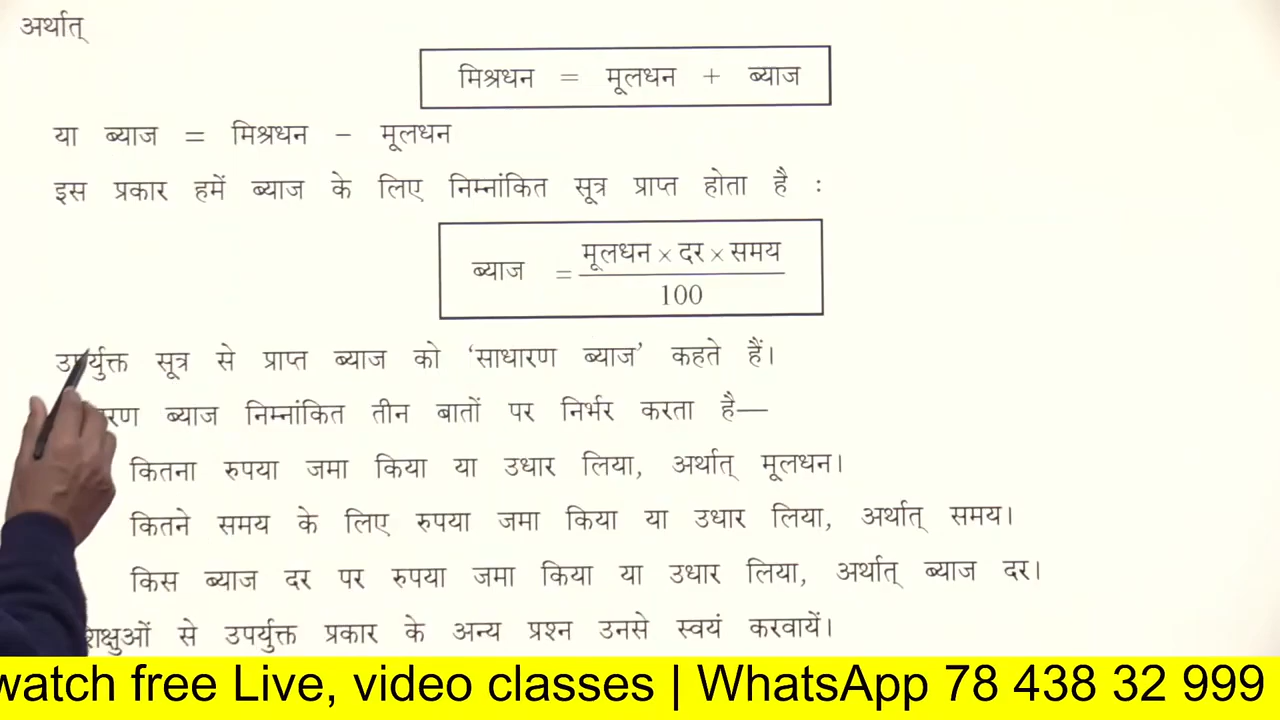 अर्थात्
मिश्रधन = मूलधन + ब्याज
या ब्याज = मिश्रधन − मूलधन
इस प्रकार हमें ब्याज के लिए निम्नांकित सूत्र प्राप्त होता है :
ब्याज = मूलधन × दर × समय
100
उपर्युक्त सूत्र से प्राप्त ब्याज को ‘साधारण ब्याज’ कहते हैं।
ब्याज निम्नांकित तीन बातों पर निर्भर करता है—
कितना रुपया जमा किया या उधार लिया, अर्थात् मूलधन।
कितने समय के लिए रुपया जमा किया या उधार लिया, अर्थात् समय।
किस ब्याज दर पर रुपया जमा किया या उधार लिया, अर्थात् ब्याज दर।
से उपर्युक्त प्रकार के अन्य प्रश्न उनसे स्वयं करवायें।
watch free Live, video classes | WhatsApp 78 438 32 999